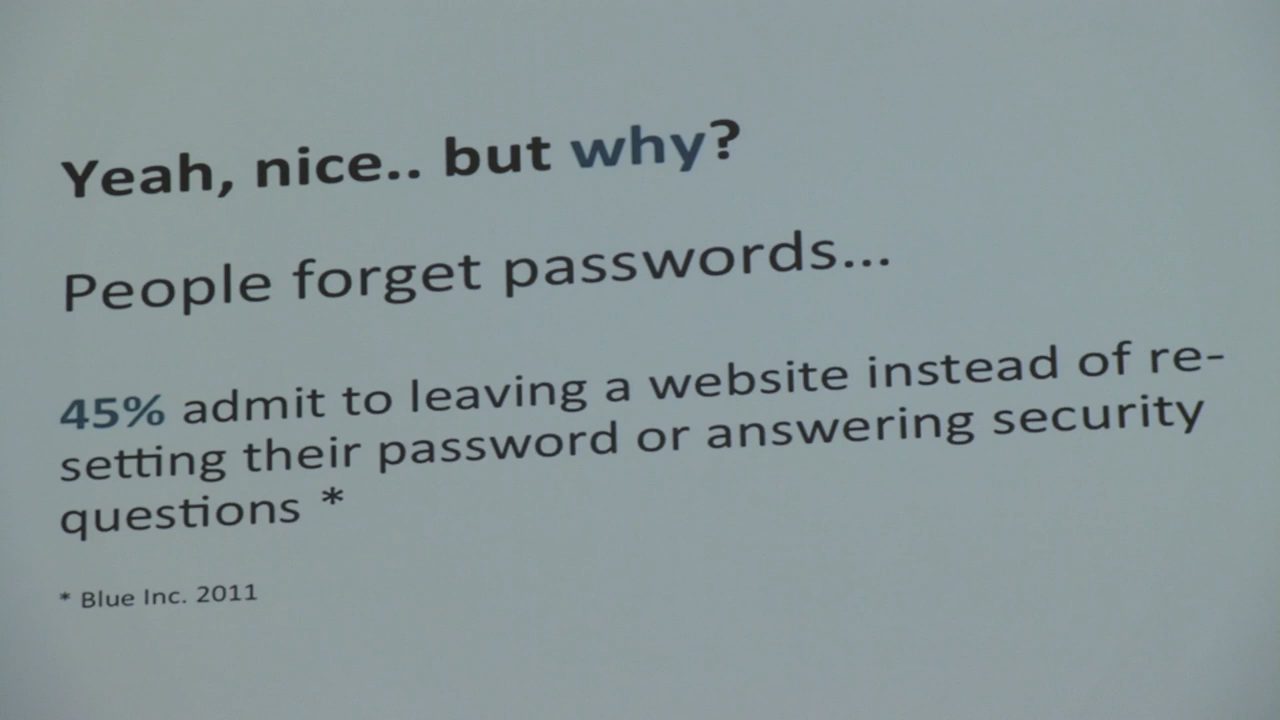 Yeah, nice.. but why?
People forget passwords...
45% admit to leaving a website instead of re-
setting their password or answering security
questions *
* Blue Inc. 2011